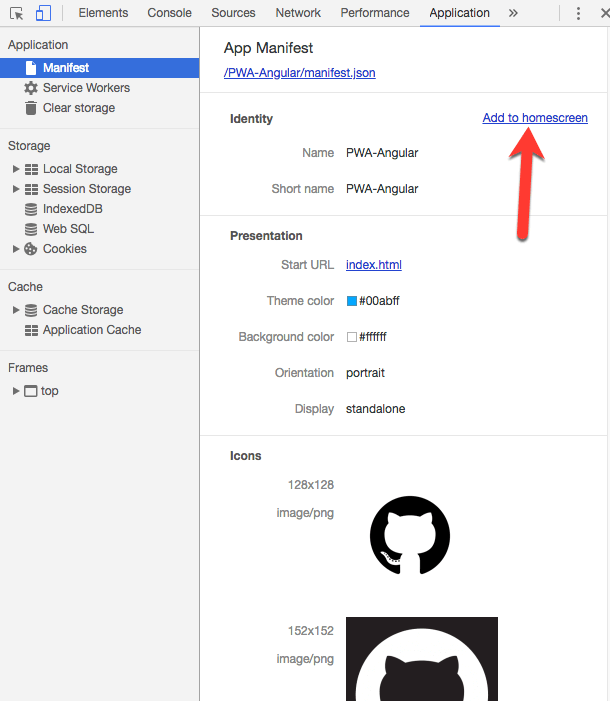 Elements Console Sources Network Performance Application »
Application
Manifest
Service Workers
Clear storage
Storage
Local Storage
Session Storage
IndexedDB
Web SQL
Cookies
Cache
Cache Storage
Application Cache
Frames
top
App Manifest
/PWA-Angular/manifest.json
Identity Add to homescreen
Name PWA-Angular
Short name PWA-Angular
Presentation
Start URL index.html
Theme color #00abff
Background color #ffffff
Orientation portrait
Display standalone
Icons
128x128
image/png
152x152
image/png